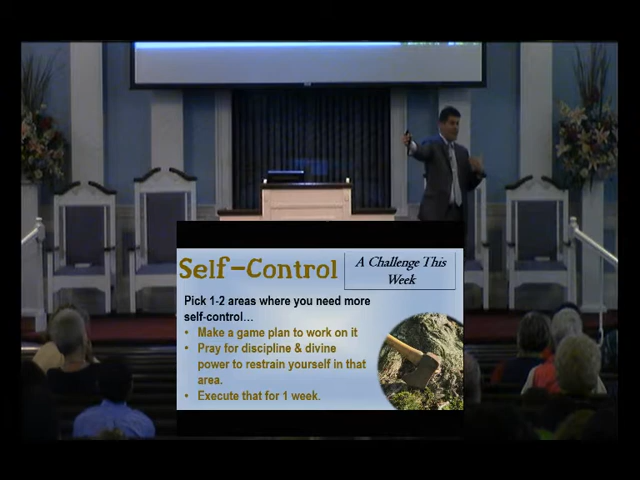 Self-Control
A Challenge This
Week
Pick 1-2 areas where you need more
self-control…
• Make a game plan to work on it
• Pray for discipline & divine
power to restrain yourself in that
area.
• Execute that for 1 week.